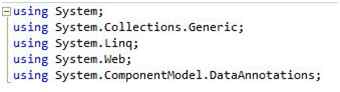 using System;
using System.Collections.Generic;
using System.Linq;
using System.Web;
using System.ComponentModel.DataAnnotations;